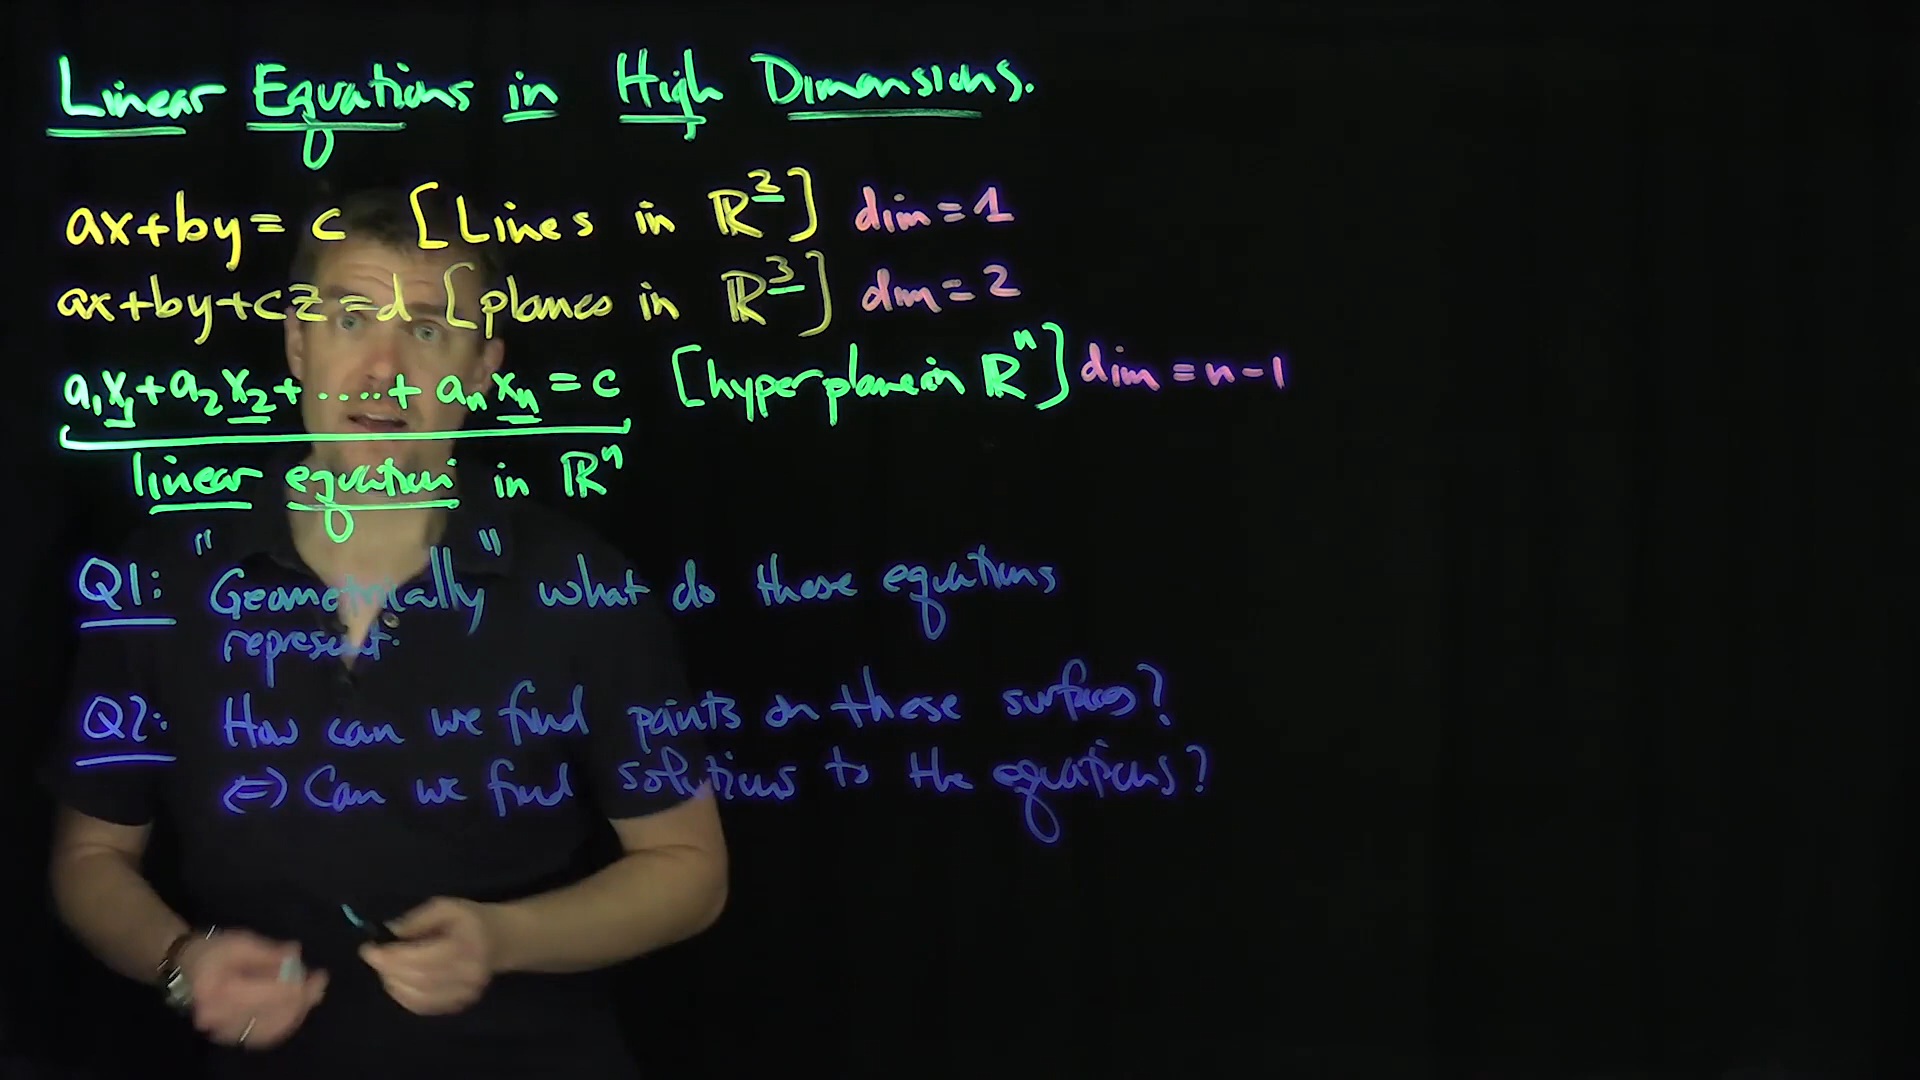 Linear Equations in High Dimensions.
ax+by=c [Lines in ℝ²] dim=1
ax+by+cz=d [planes in ℝ³] dim=2
a₁x₁+a₂x₂+....+aₙxₙ=c [hyperplane in ℝⁿ] dim=n-1
linear equation in ℝⁿ
Q1: "Geometrically" what do these equations
represent.
Q2: How can we find points on these surfaces?
⇔ Can we find solutions to the equations?